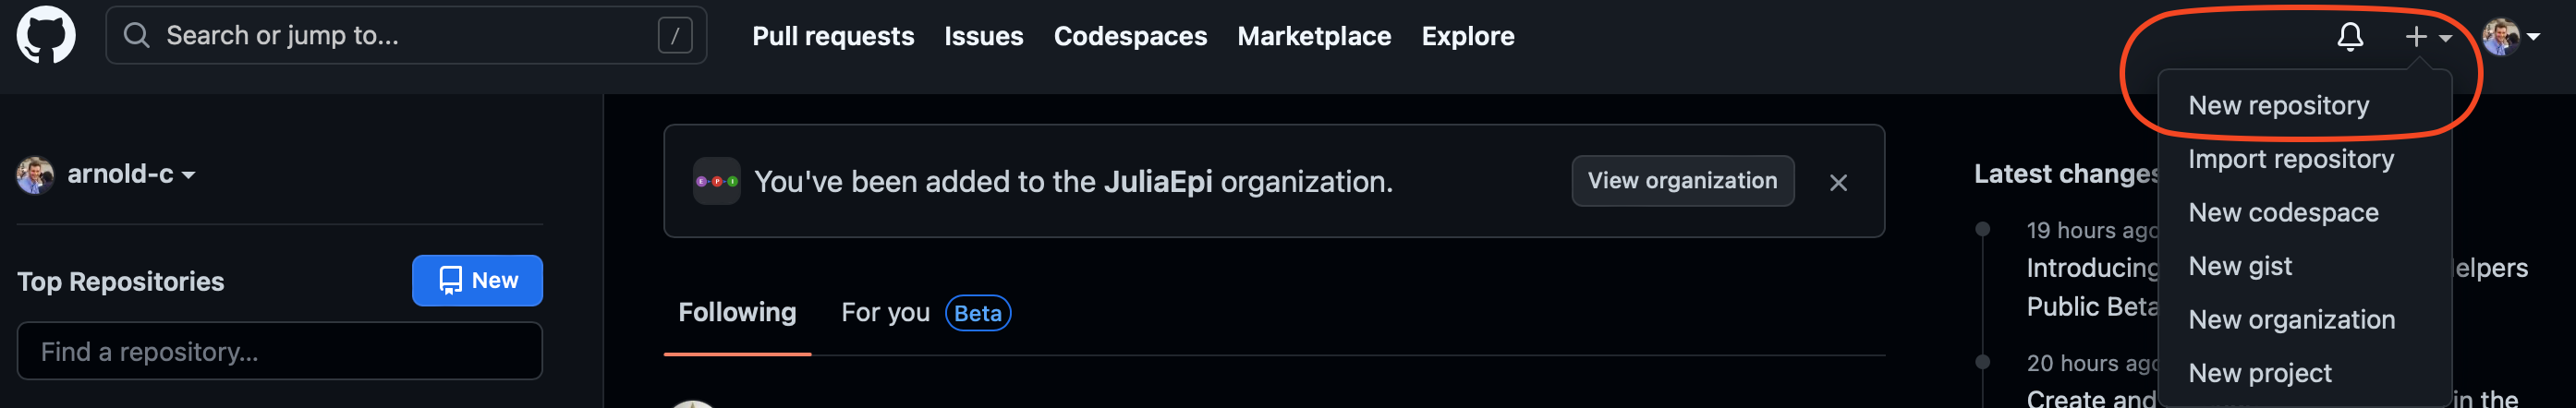 Search or jump to...
/
Pull requests
Issues
Codespaces
Marketplace
Explore
New repository
Import repository
New codespace
New gist
New organization
New project
arnold-c
Top Repositories
New
Find a repository...
E P I
You've been added to the JuliaEpi organization.
View organization
Following
For you
Beta
Latest changes
19 hours ago
Introducing
elpers
Public Beta
20 hours ago
Create and
in the